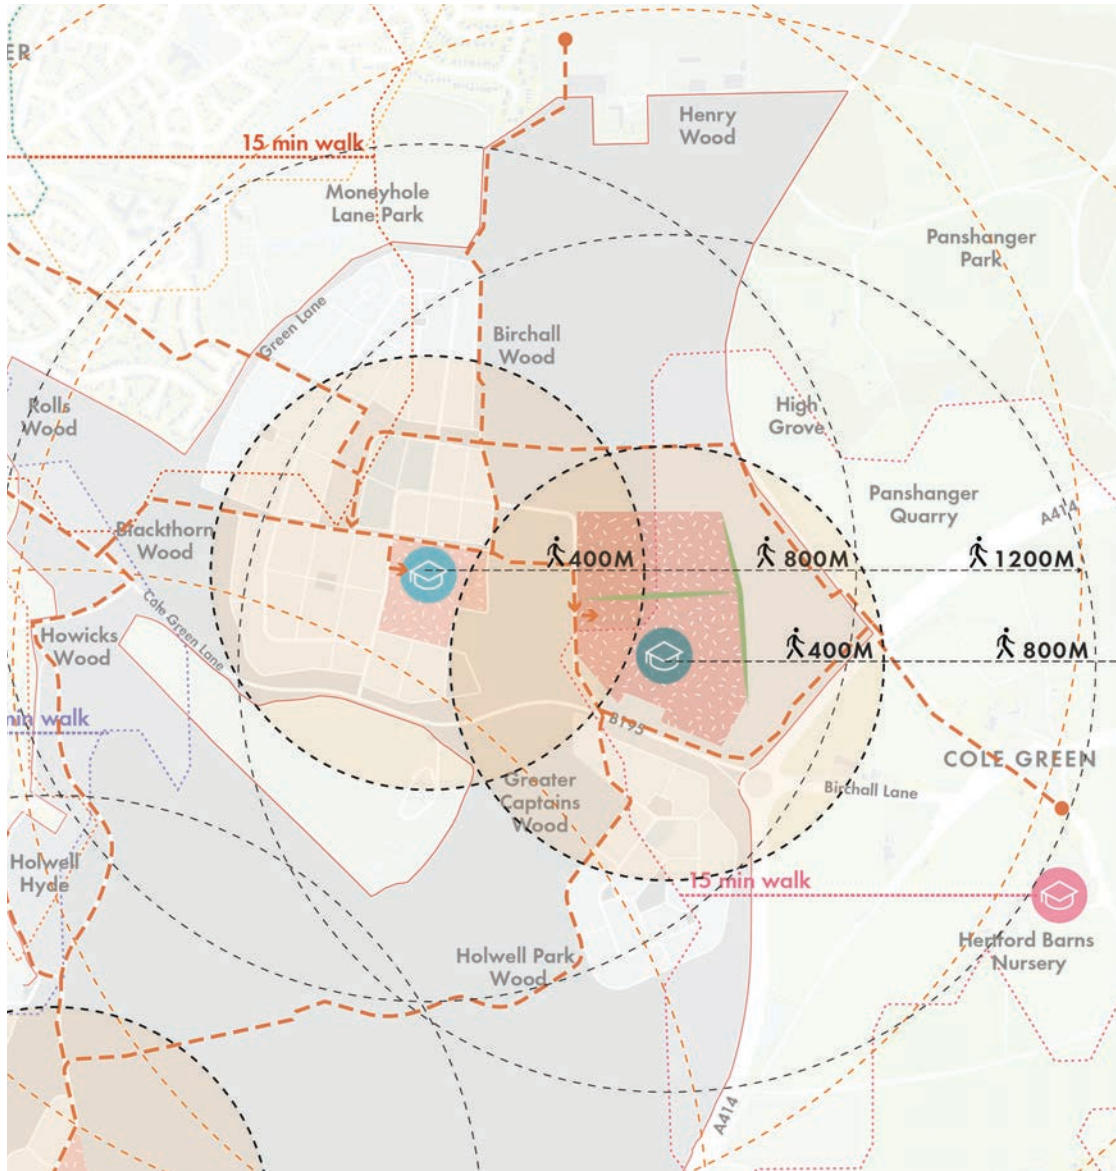 ER
Henry
Wood
15 min walk
Moneyhole
Lane Park
Panshanger
Park
Green Lane
Birchall
Wood
Rolls
Wood
High
Grove
Panshanger
Quarry
A414
Blackthorn
Wood
400M
800M
1200M
Cole Green Lane
Howicks
Wood
400M
800M
min walk
B195
COLE GREEN
Greater
Captains
Wood
Birchall Lane
Holwell
Hyde
15 min walk
Hertford Barns
Nursery
Holwell Park
Wood
A414